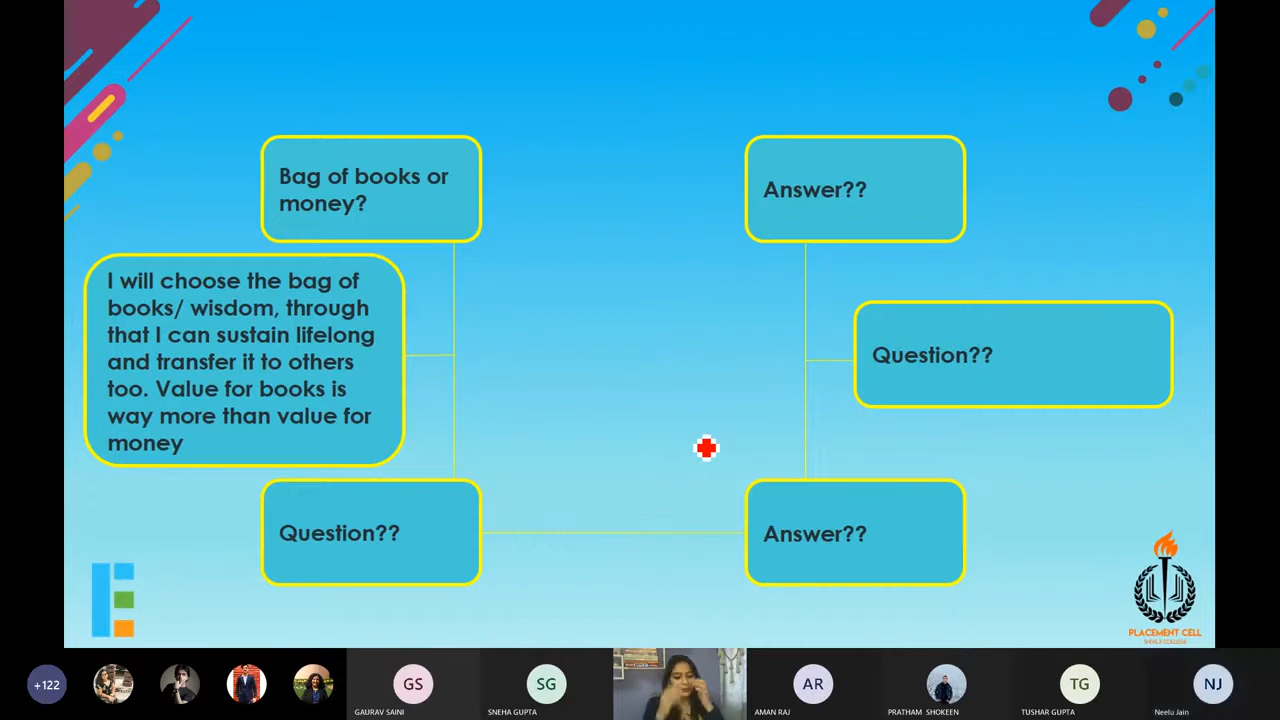 Bag of books or
money?
I will choose the bag of
books/ wisdom, through
that I can sustain lifelong
and transfer it to others
too. Value for books is
way more than value for
money
Question??
Answer??
Question??
Answer??
PLACEMENT CELL
+122
GS
GAURAV SAINI
SG
SNEHA GUPTA
AR
AMAN RAJ
PRATHAM SHOKEEN
TG
TUSHAR GUPTA
NJ
Neelu Jain